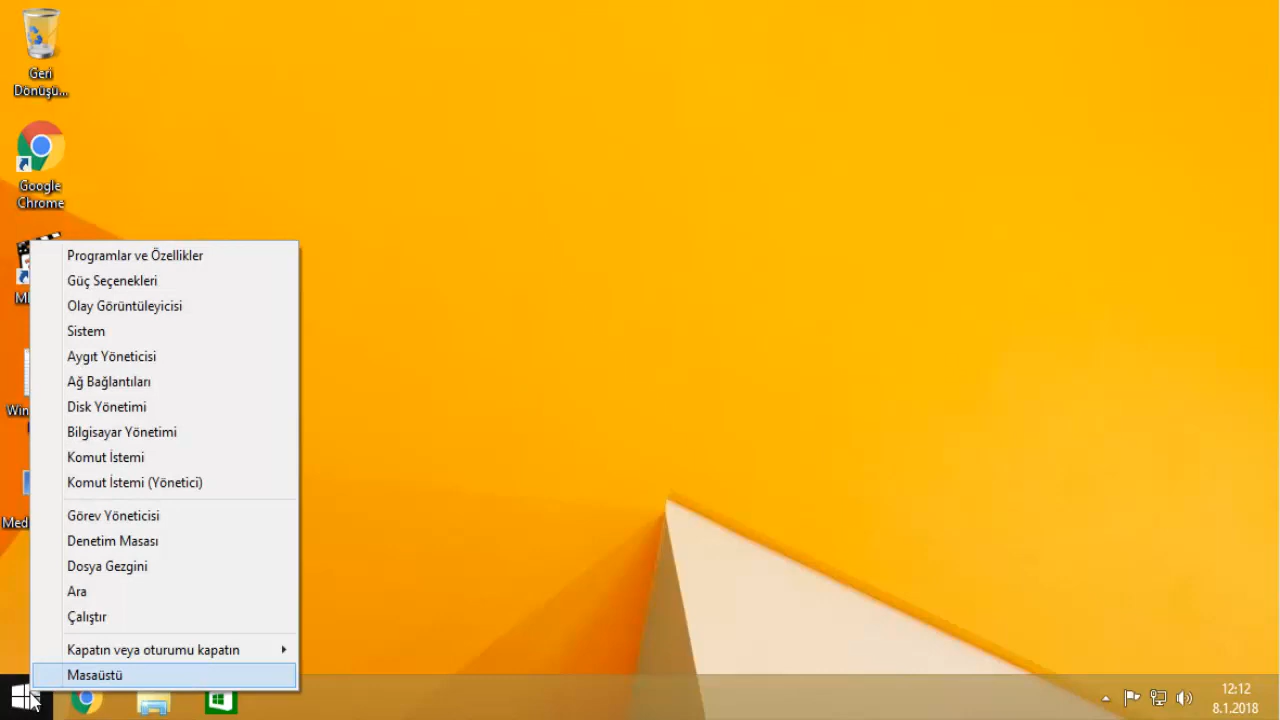 Geri
Dönüşü...
Google
Chrome
Programlar ve Özellikler
Güç Seçenekleri
Olay Görüntüleyicisi
Sistem
Aygıt Yöneticisi
Ağ Bağlantıları
Disk Yönetimi
Bilgisayar Yönetimi
Komut İstemi
Komut İstemi (Yönetici)
Görev Yöneticisi
Denetim Masası
Dosya Gezgini
Ara
Çalıştır
Kapatın veya oturumu kapatın
Masaüstü
Win
Med
12:12
8.1.2018